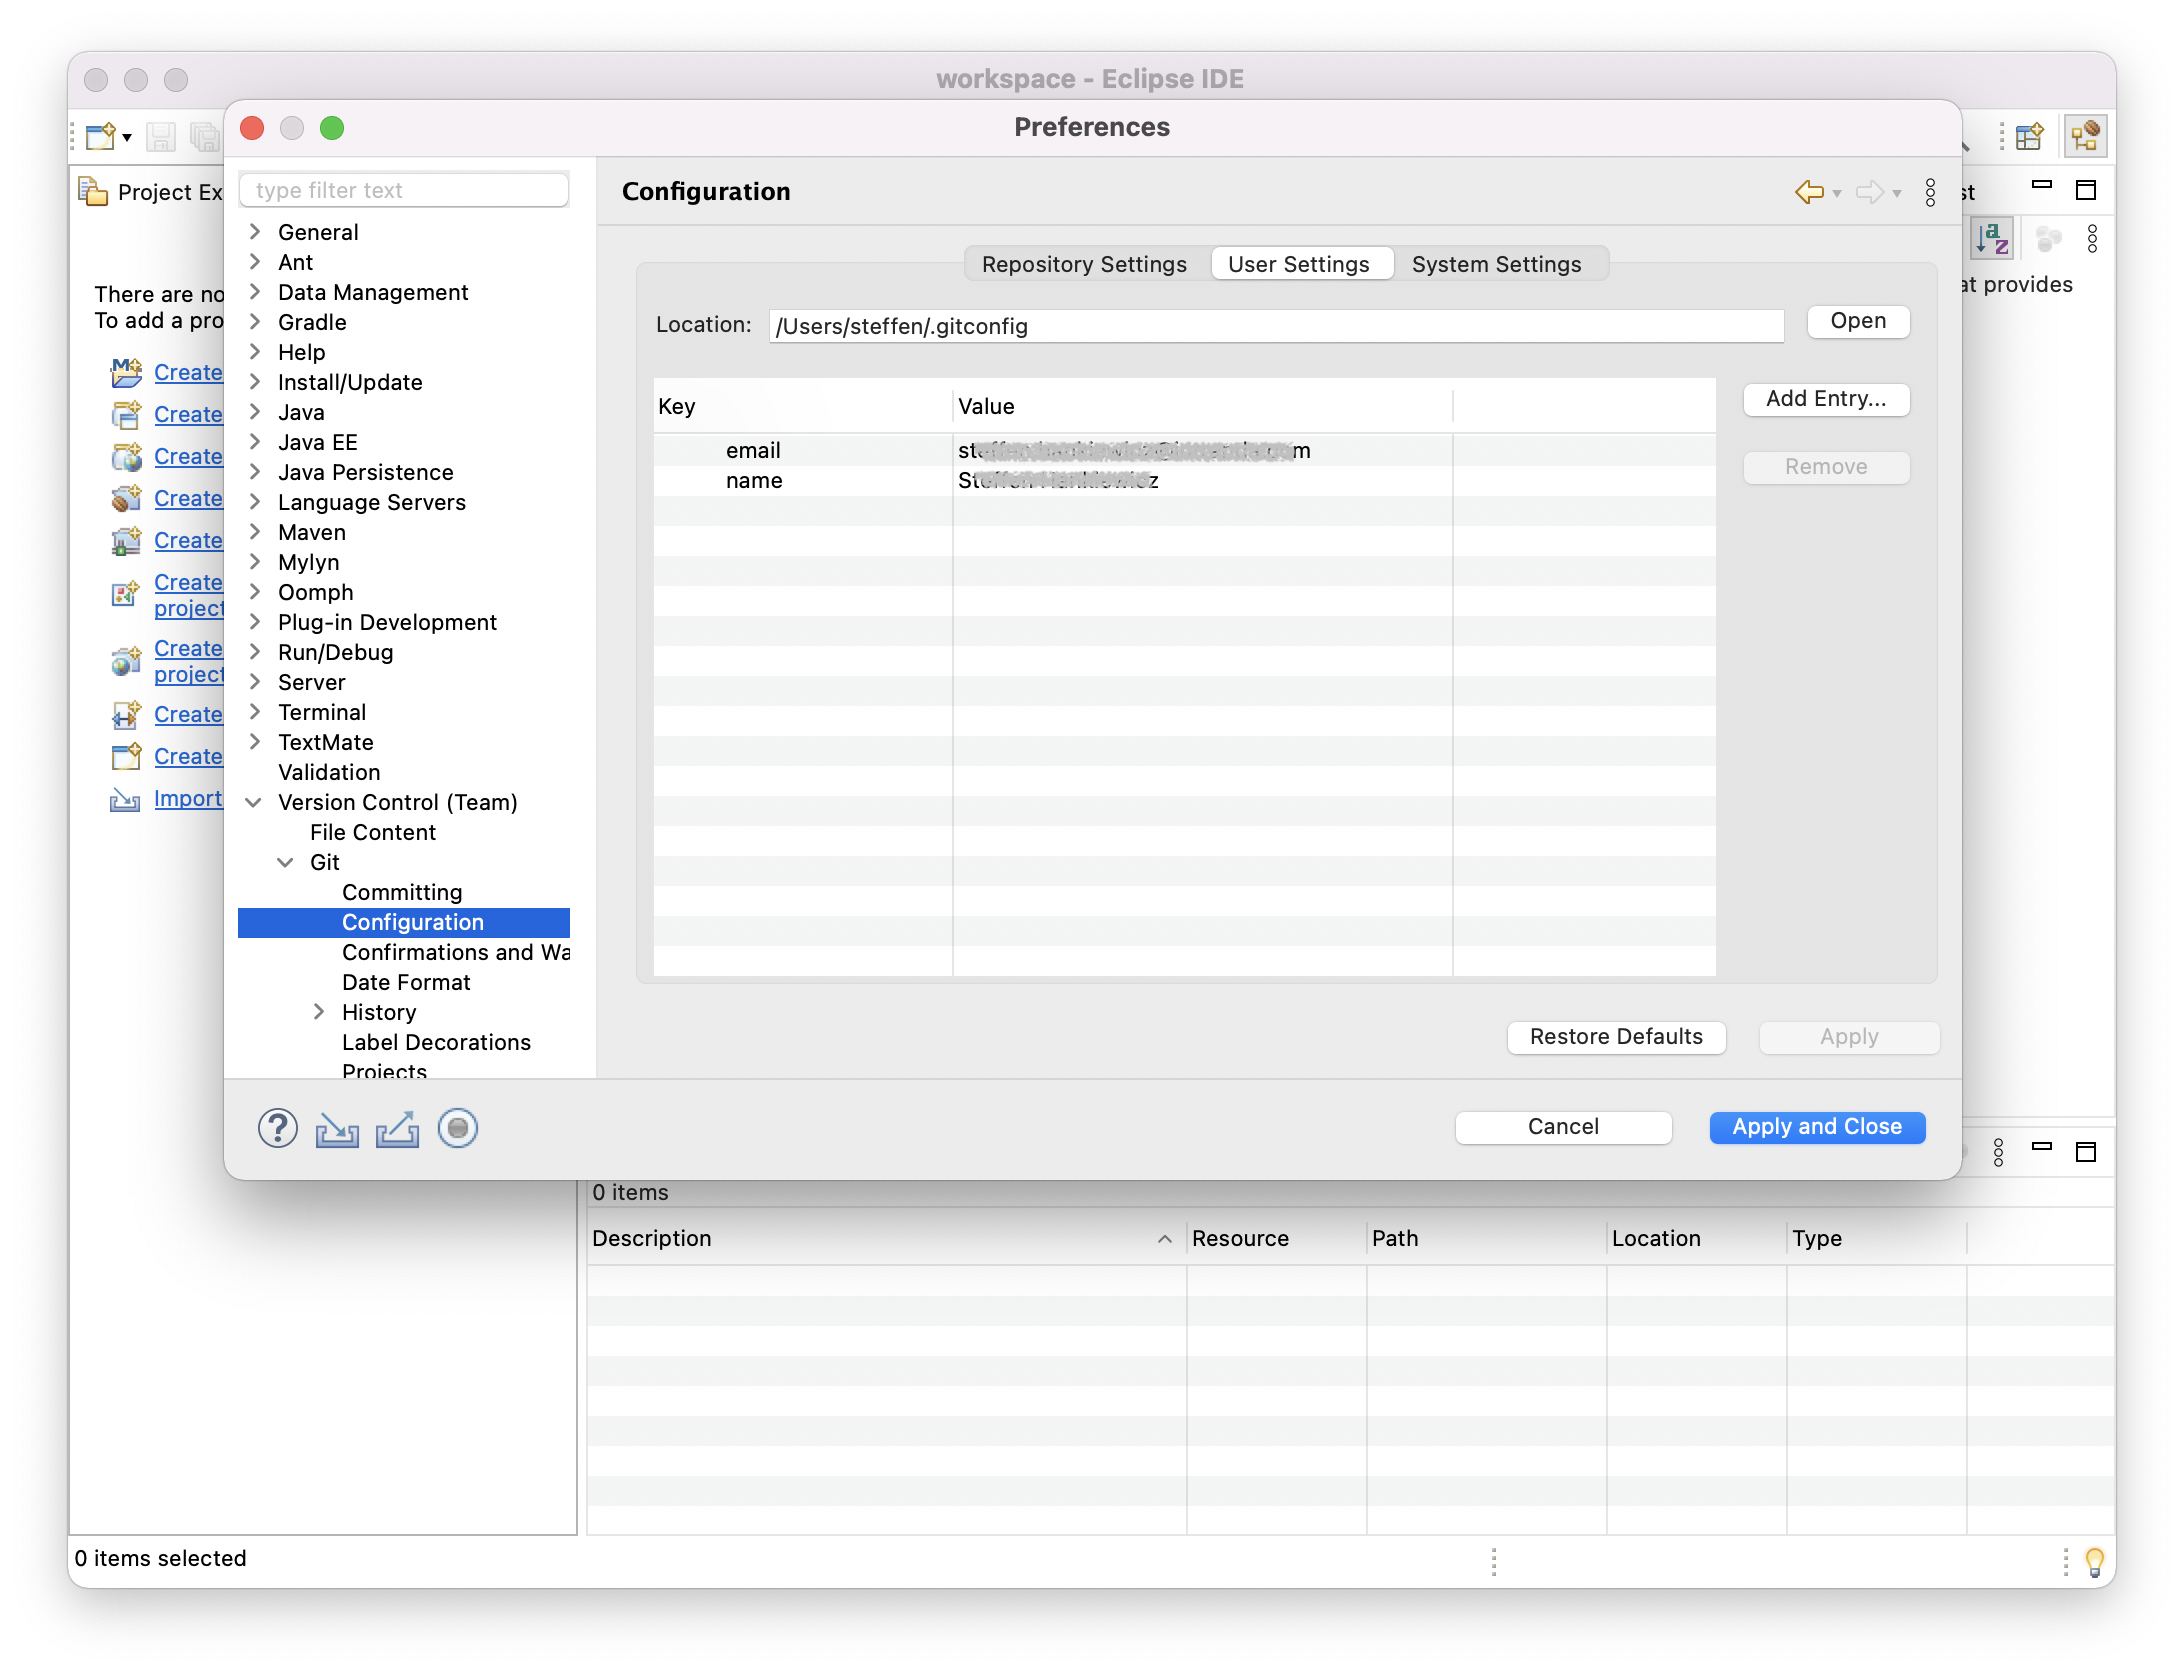 workspace - Eclipse IDE
Preferences
Project Ex
type filter text
Configuration
st
General
Ant
Data Management
Gradle
Help
Install/Update
Java
Java EE
Java Persistence
Language Servers
Maven
Mylyn
Oomph
Plug-in Development
Run/Debug
Server
Terminal
TextMate
Validation
Version Control (Team)
File Content
Git
Committing
Configuration
Confirmations and Wa
Date Format
History
Label Decorations
Projects
There are no
To add a pro
Create
Create
Create
Create
Create
Create
project
Create
project
Create
Create
Import
Repository Settings User Settings System Settings
Location: /Users/steffen/.gitconfig Open
Key Value Add Entry...
email
name
Remove
at provides
Restore Defaults Apply
Cancel Apply and Close
0 items
Description Resource Path Location Type
0 items selected